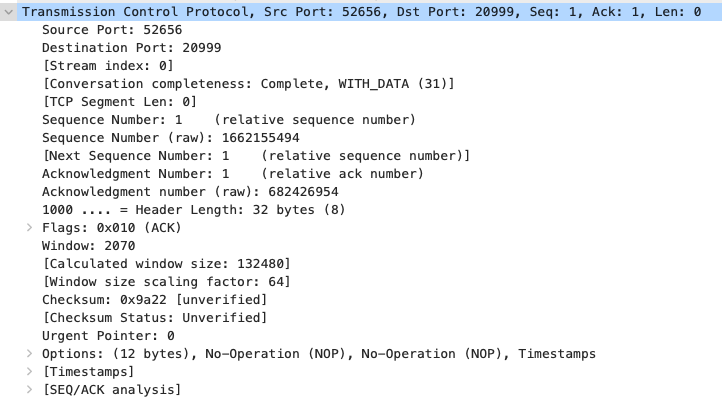 Transmission Control Protocol, Src Port: 52656, Dst Port: 20999, Seq: 1, Ack: 1, Len: 0
Source Port: 52656
Destination Port: 20999
[Stream index: 0]
[Conversation completeness: Complete, WITH_DATA (31)]
[TCP Segment Len: 0]
Sequence Number: 1    (relative sequence number)
Sequence Number (raw): 1662155494
[Next Sequence Number: 1    (relative sequence number)]
Acknowledgment Number: 1    (relative ack number)
Acknowledgment number (raw): 682426954
1000 .... = Header Length: 32 bytes (8)
Flags: 0x010 (ACK)
Window: 2070
[Calculated window size: 132480]
[Window size scaling factor: 64]
Checksum: 0x9a22 [unverified]
[Checksum Status: Unverified]
Urgent Pointer: 0
Options: (12 bytes), No-Operation (NOP), No-Operation (NOP), Timestamps
[Timestamps]
[SEQ/ACK analysis]